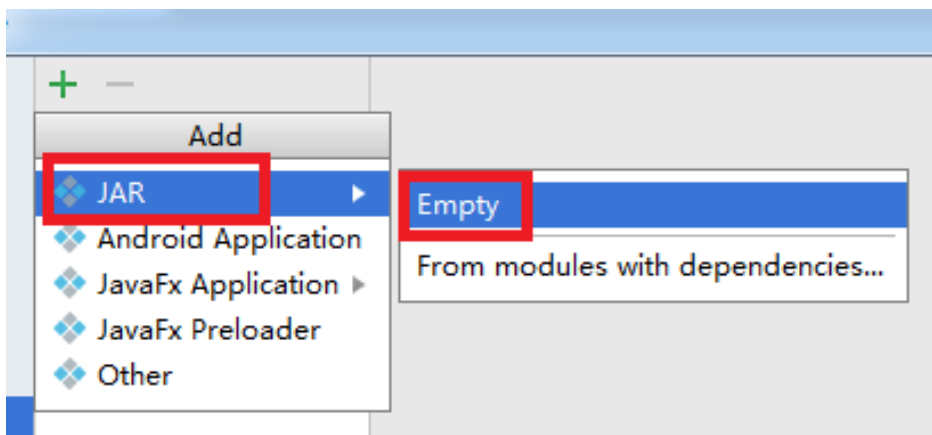 Add
JAR
Empty
Android Application
From modules with dependencies...
JavaFx Application
JavaFx Preloader
Other